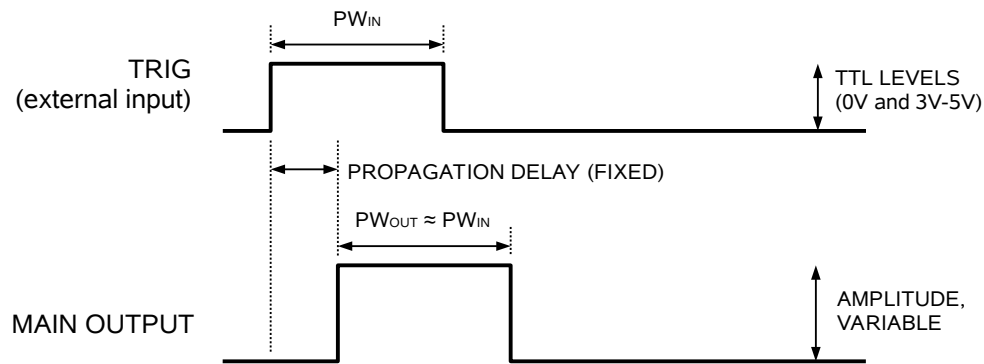 PWIN
TRIG
(external input)
TTL LEVELS
(0V and 3V-5V)
PROPAGATION DELAY (FIXED)
PWOUT ≈ PWIN
MAIN OUTPUT
AMPLITUDE,
VARIABLE